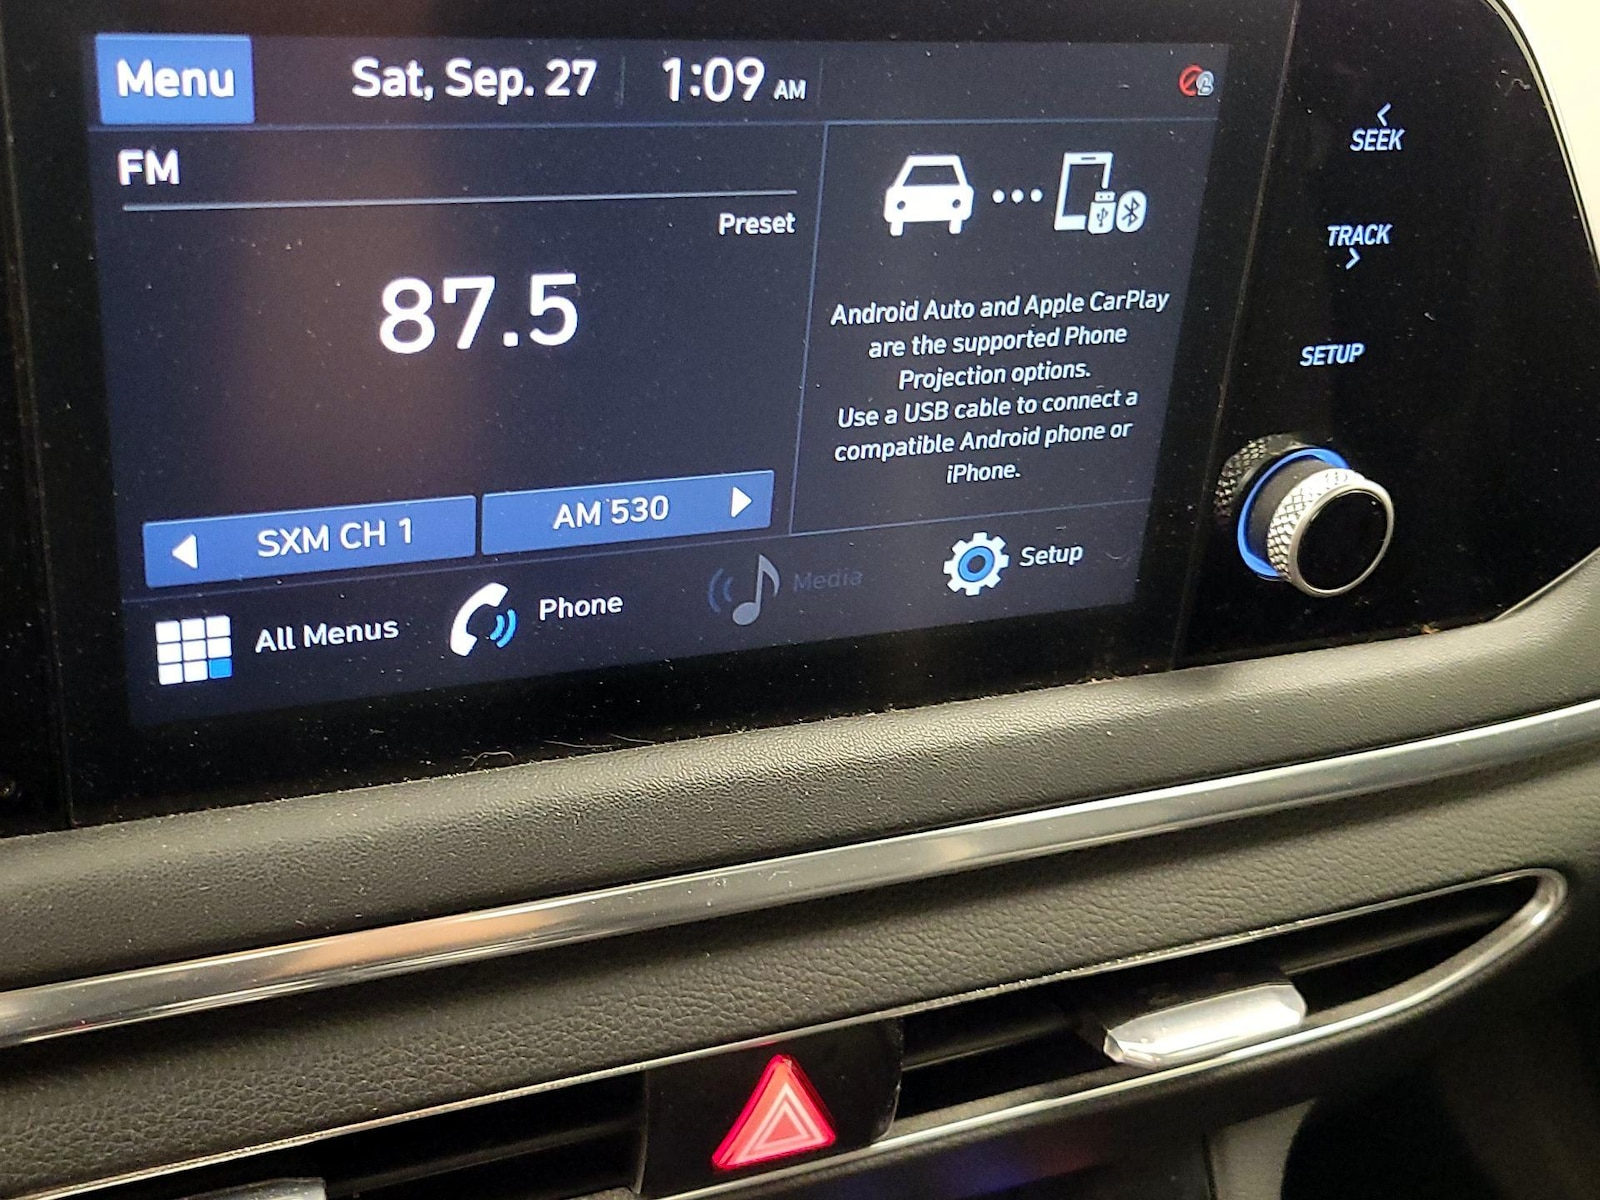 Menu
Sat, Sep. 27
1:09 AM
FM
Preset
87.5
SXM CH 1
AM 530
Android Auto and Apple CarPlay
are the supported Phone
Projection options.
Use a USB cable to connect a
compatible Android phone or
iPhone.
All Menus
Phone
Media
Setup
< SEEK
TRACK >
SETUP